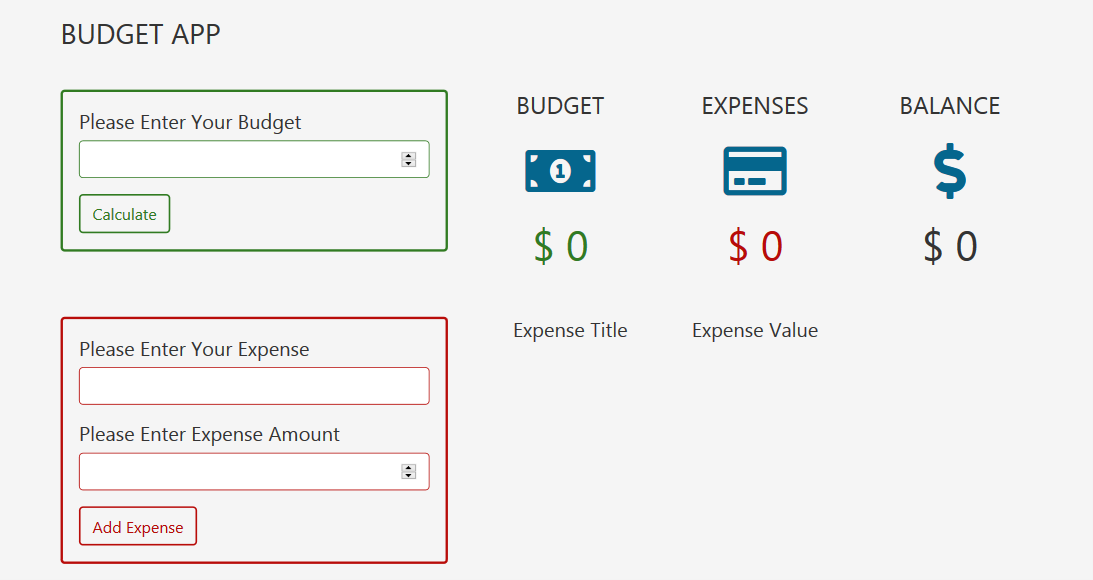 BUDGET APP
Please Enter Your Budget
Calculate
BUDGET EXPENSES BALANCE
1
$
$ 0 $ 0 $ 0
Please Enter Your Expense
Please Enter Expense Amount
Add Expense
Expense Title Expense Value